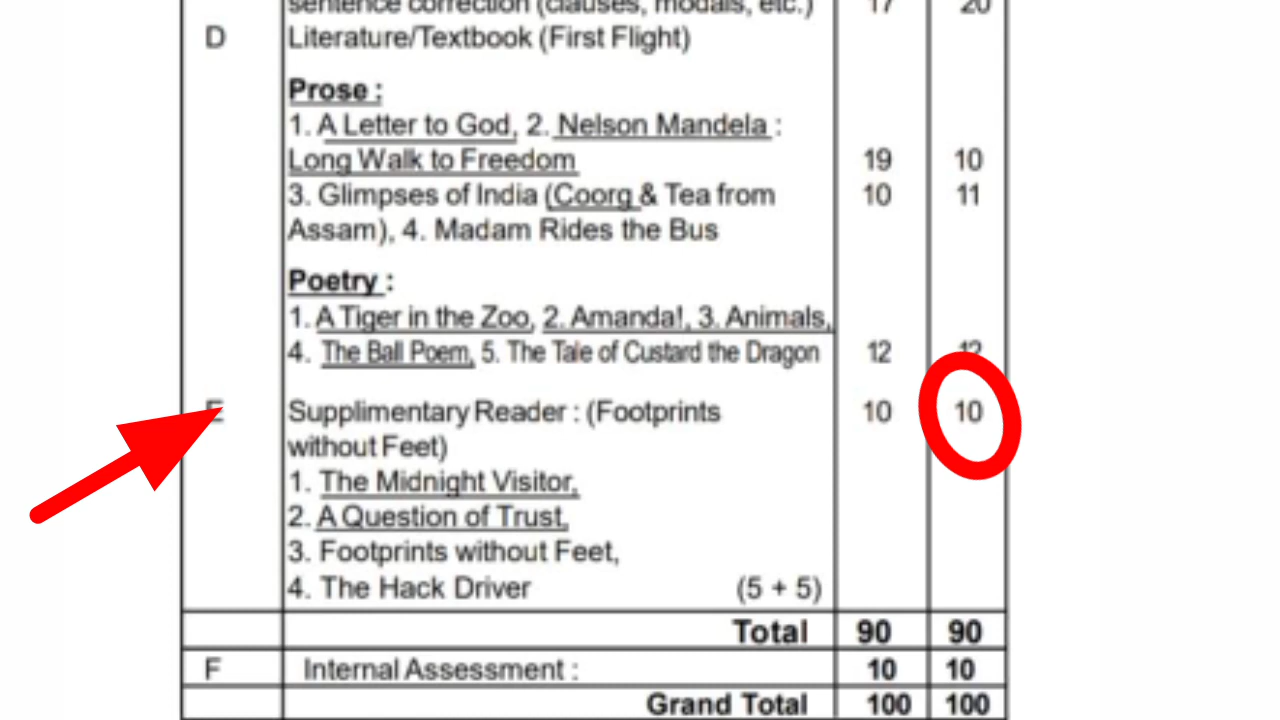 sentence correction (clauses, modals, etc.) 17 20
D Literature/Textbook (First Flight)
Prose :
1. A Letter to God, 2. Nelson Mandela :
Long Walk to Freedom 19 10
3. Glimpses of India (Coorg & Tea from 10 11
Assam), 4. Madam Rides the Bus
Poetry :
1. A Tiger in the Zoo, 2. Amanda!, 3. Animals,
4. The Ball Poem, 5. The Tale of Custard the Dragon 12 12
E Supplimentary Reader : (Footprints 10 10
without Feet)
1. The Midnight Visitor,
2. A Question of Trust,
3. Footprints without Feet,
4. The Hack Driver (5 + 5)
Total 90 90
F Internal Assessment : 10 10
Grand Total 100 100